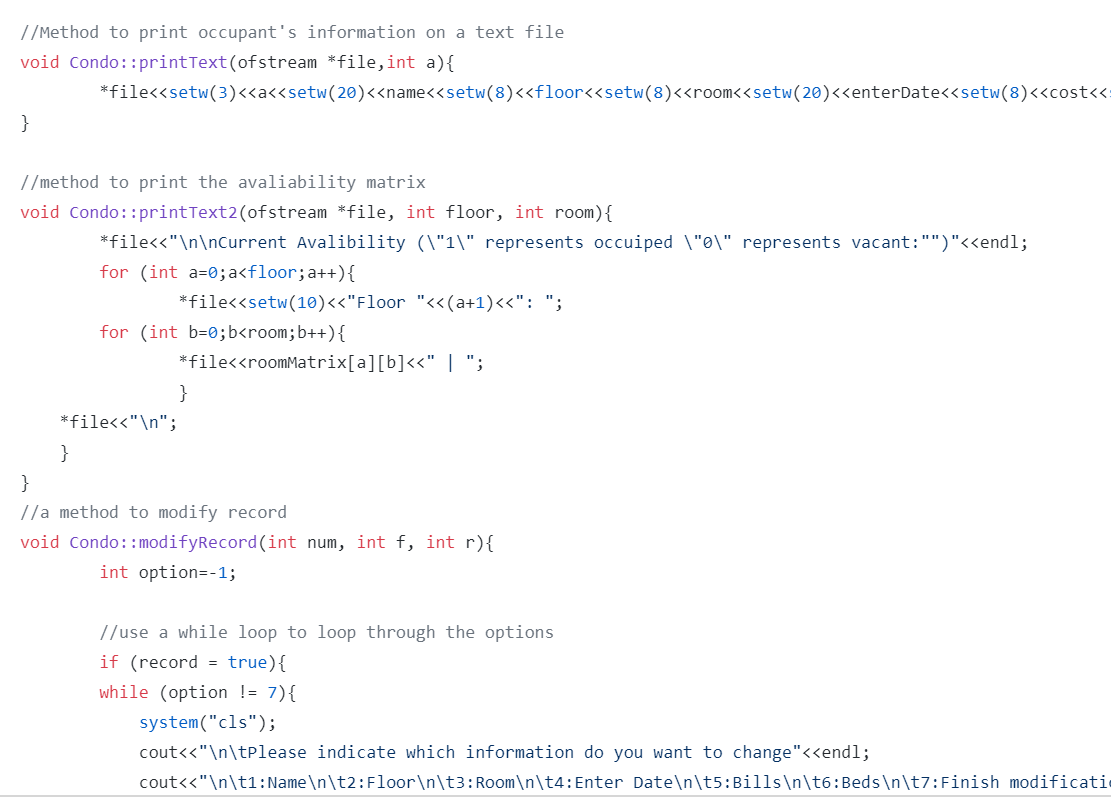 //Method to print occupant's information on a text file
void Condo::printText(ofstream *file,int a){
        *file<<setw(3)<<a<<setw(20)<<name<<setw(8)<<floor<<setw(8)<<room<<setw(20)<<enterDate<<setw(8)<<cost<<
}

//method to print the avaliability matrix
void Condo::printText2(ofstream *file, int floor, int room){
        *file<<"\n\nCurrent Avalibility (\"1\" represents occuiped \"0\" represents vacant:"")"<<endl;
        for (int a=0;a<floor;a++){
                *file<<setw(10)<<"Floor "<<(a+1)<<": ";
        for (int b=0;b<room;b++){
                *file<<roomMatrix[a][b]<<" | ";
                }
    *file<<"\n";
    }
}
//a method to modify record
void Condo::modifyRecord(int num, int f, int r){
        int option=-1;

        //use a while loop to loop through the options
        if (record = true){
        while (option != 7){
            system("cls");
            cout<<"\n\tPlease indicate which information do you want to change"<<endl;
            cout<<"\n\t1:Name\n\t2:Floor\n\t3:Room\n\t4:Enter Date\n\t5:Bills\n\t6:Beds\n\t7:Finish modificati